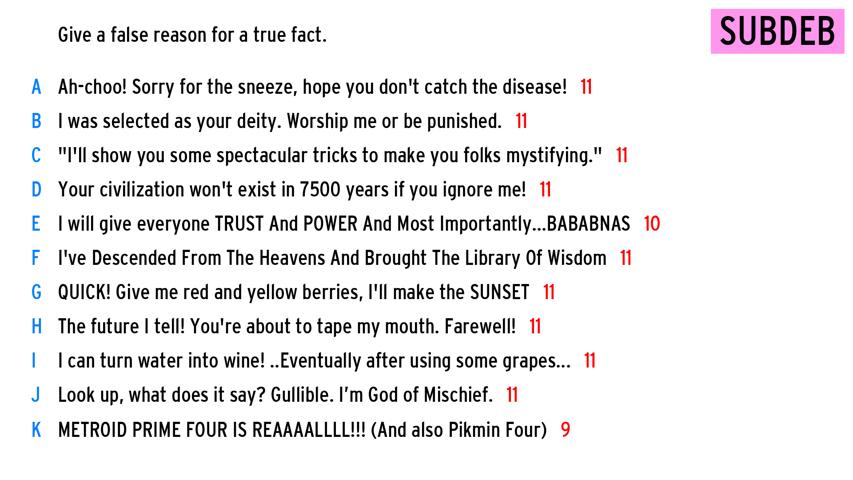 Give a false reason for a true fact.
SUBDEB
A Ah-choo! Sorry for the sneeze, hope you don't catch the disease! 11
B I was selected as your deity. Worship me or be punished. 11
C "I'll show you some spectacular tricks to make you folks mystifying." 11
D Your civilization won't exist in 7500 years if you ignore me! 11
E I will give everyone TRUST And POWER And Most Importantly...BABABNAS 10
F I've Descended From The Heavens And Brought The Library Of Wisdom 11
G QUICK! Give me red and yellow berries, I'll make the SUNSET 11
H The future I tell! You're about to tape my mouth. Farewell! 11
I I can turn water into wine! ..Eventually after using some grapes... 11
J Look up, what does it say? Gullible. I’m God of Mischief. 11
K METROID PRIME FOUR IS REAAAALLLL!!! (And also Pikmin Four) 9